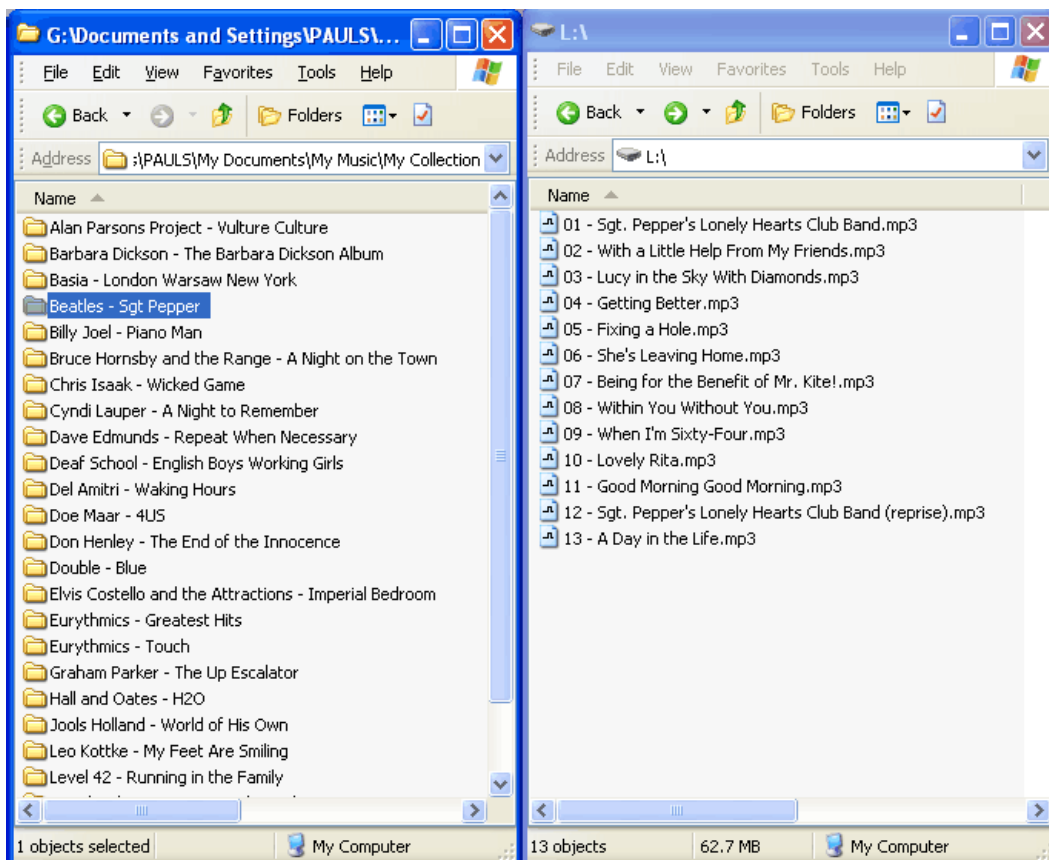 G:\Documents and Settings\PAULS\...
File Edit View Favorites Tools Help
Back Folders
Address ;\PAULS\My Documents\My Music\My Collection
Name
Alan Parsons Project - Vulture Culture
Barbara Dickson - The Barbara Dickson Album
Basia - London Warsaw New York
Beatles - Sgt Pepper
Billy Joel - Piano Man
Bruce Hornsby and the Range - A Night on the Town
Chris Isaak - Wicked Game
Cyndi Lauper - A Night to Remember
Dave Edmunds - Repeat When Necessary
Deaf School - English Boys Working Girls
Del Amitri - Waking Hours
Doe Maar - 4US
Don Henley - The End of the Innocence
Double - Blue
Elvis Costello and the Attractions - Imperial Bedroom
Eurythmics - Greatest Hits
Eurythmics - Touch
Graham Parker - The Up Escalator
Hall and Oates - H2O
Jools Holland - World of His Own
Leo Kottke - My Feet Are Smiling
Level 42 - Running in the Family
1 objects selected My Computer
L:\
File Edit View Favorites Tools Help
Back Folders
Address L:\
Name
01 - Sgt. Pepper's Lonely Hearts Club Band.mp3
02 - With a Little Help From My Friends.mp3
03 - Lucy in the Sky With Diamonds.mp3
04 - Getting Better.mp3
05 - Fixing a Hole.mp3
06 - She's Leaving Home.mp3
07 - Being for the Benefit of Mr. Kite!.mp3
08 - Within You Without You.mp3
09 - When I'm Sixty-Four.mp3
10 - Lovely Rita.mp3
11 - Good Morning Good Morning.mp3
12 - Sgt. Pepper's Lonely Hearts Club Band (reprise).mp3
13 - A Day in the Life.mp3
13 objects 62.7 MB My Computer